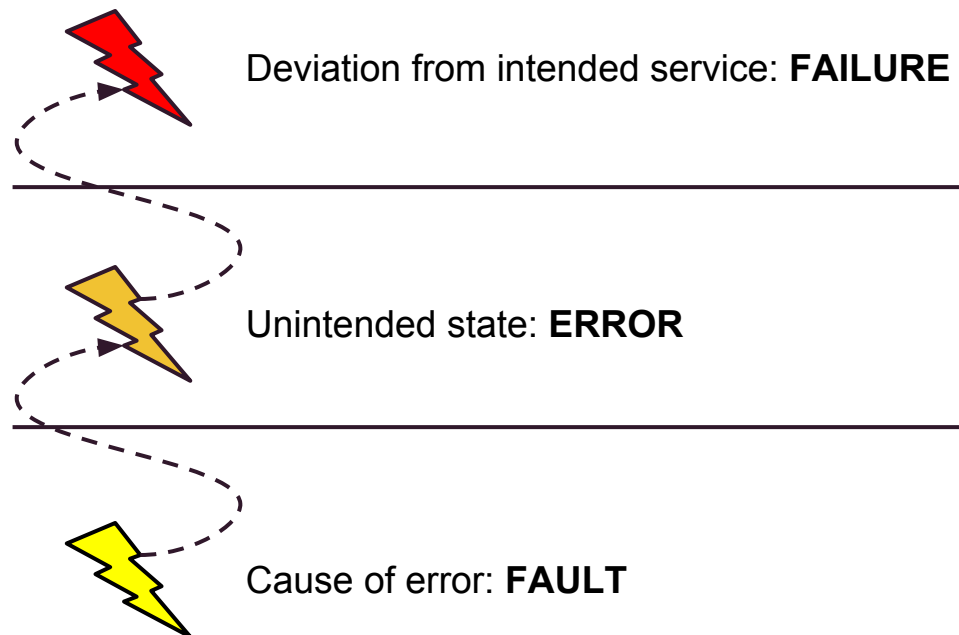 Deviation from intended service: FAILURE
Unintended state: ERROR
Cause of error: FAULT